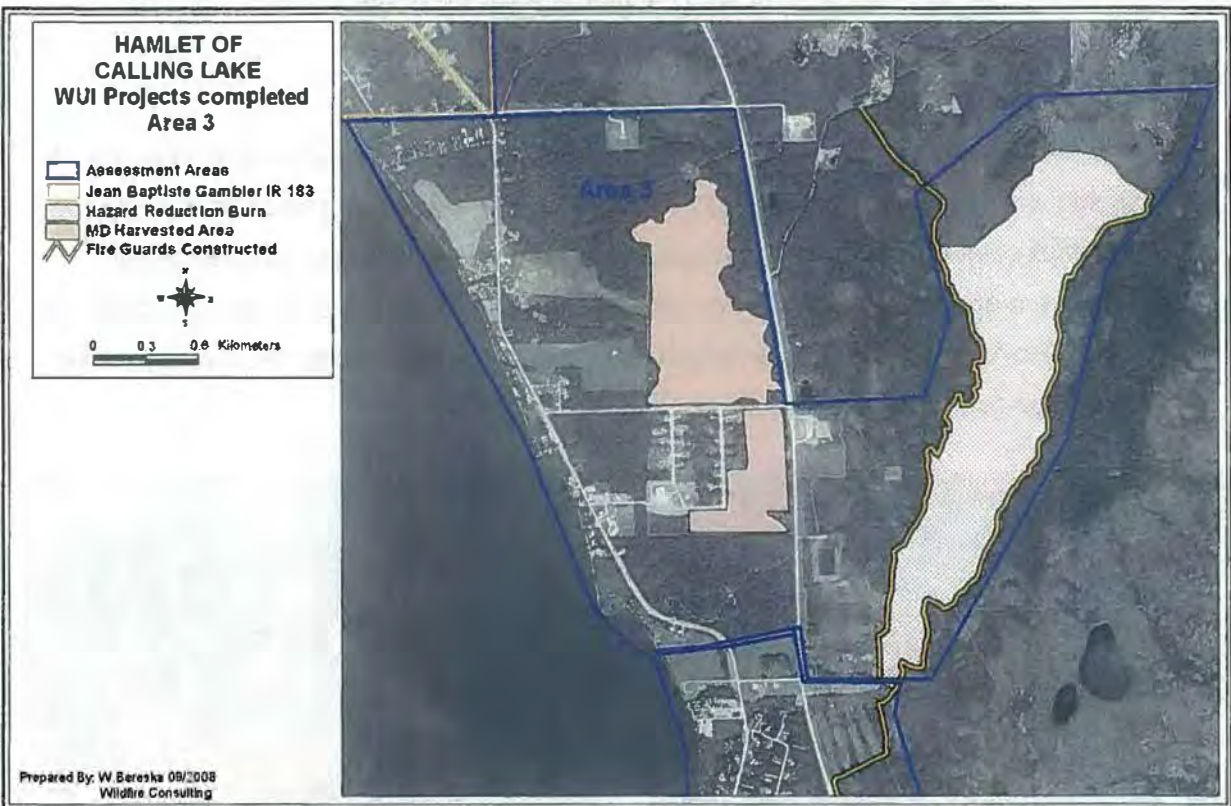 HAMLET OF
CALLING LAKE
WUI Projects completed
Area 3
Assessment Areas
Jean Baptiste Gambler IR 183
Hazard Reduction Burn
MD Harvested Area
Fire Guards Constructed
N
W E
S
0 0.3 0.6 Kilometers
Area 3
Prepared By: W.Bereska 09/2008
Wildfire Consulting